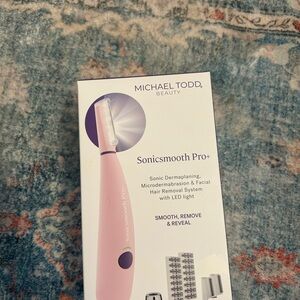 MICHAEL TODD
BEAUTY
Sonicsmooth Pro+
Sonic Dermaplaning,
Microdermabrasion & Facial
Hair Removal System
with LED light
SMOOTH, REMOVE
& REVEAL